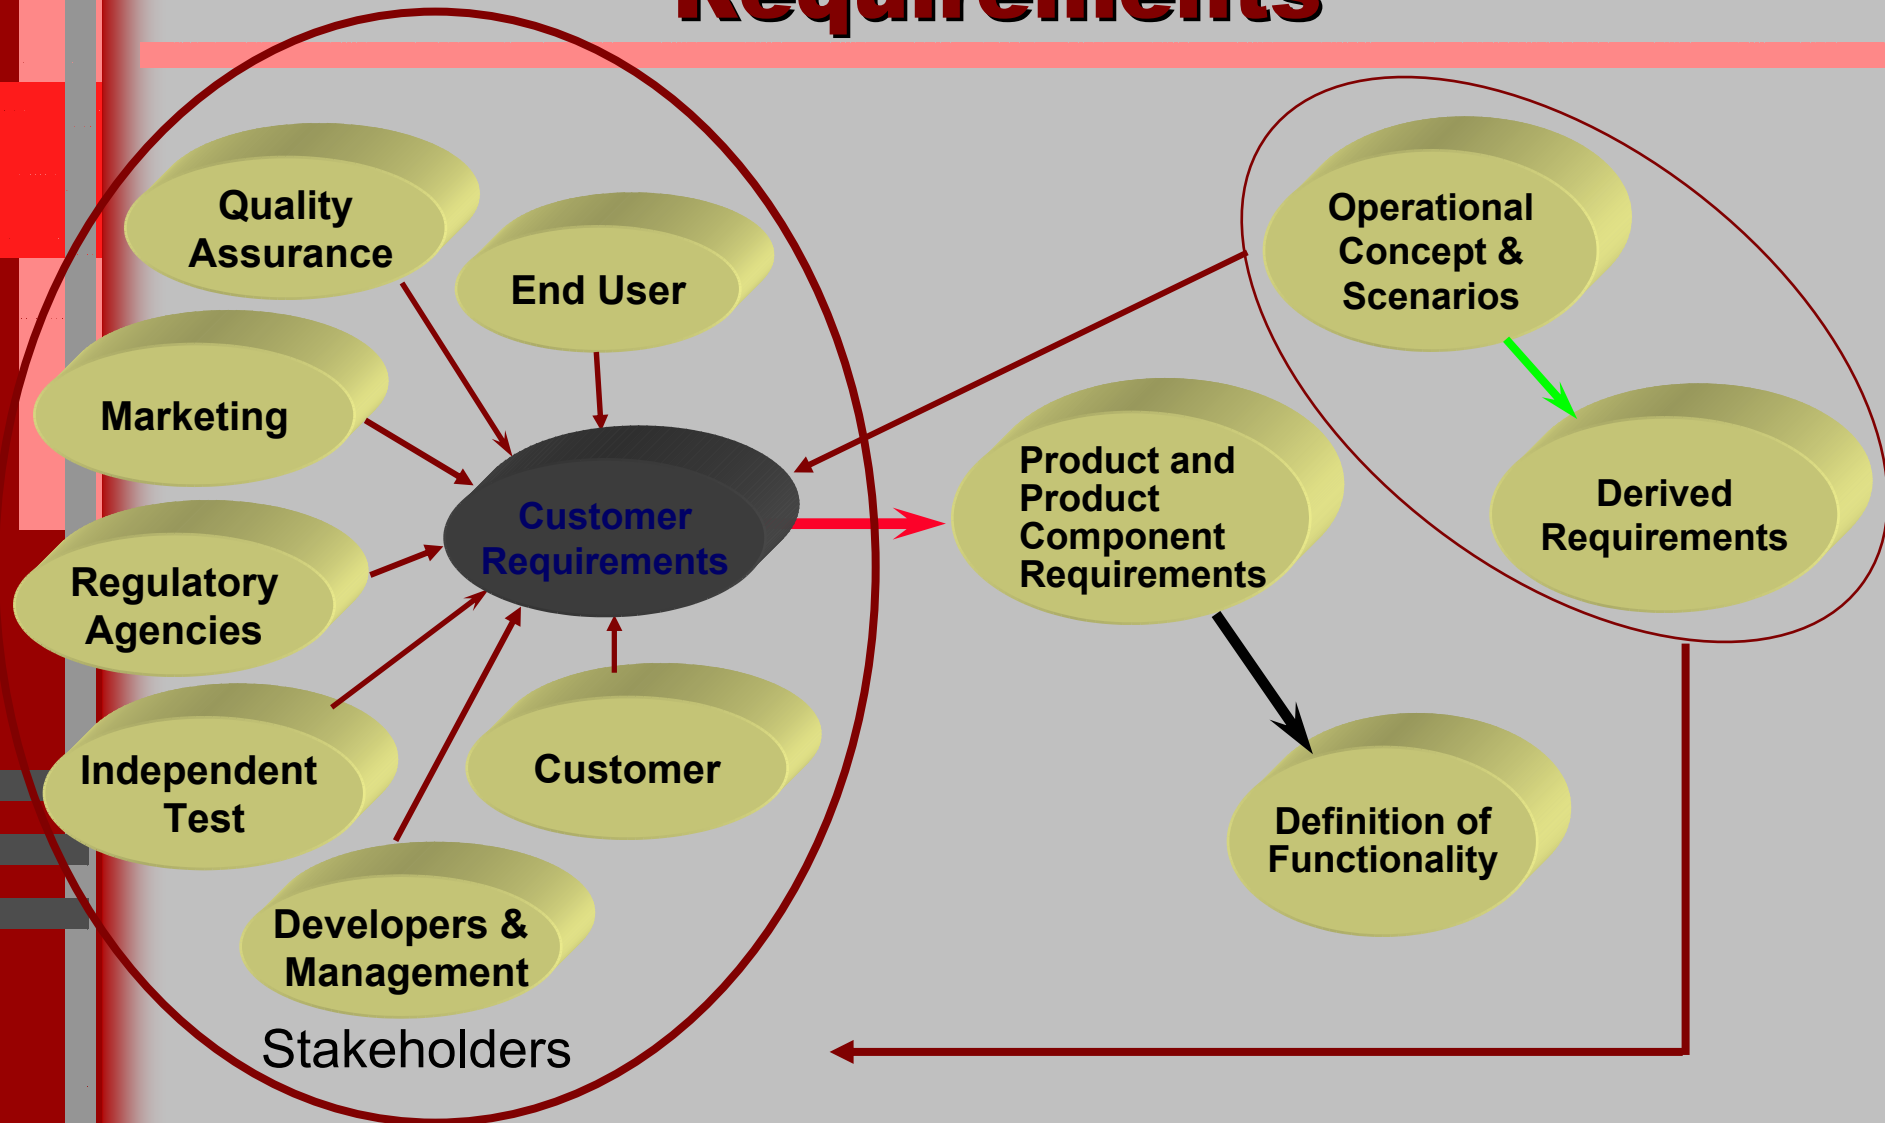 Requirements
Quality
Assurance
End User
Marketing
Customer
Requirements
Regulatory
Agencies
Independent
Test
Customer
Developers &
Management
Stakeholders
Operational
Concept &
Scenarios
Product and
Product
Component
Requirements
Derived
Requirements
Definition of
Functionality